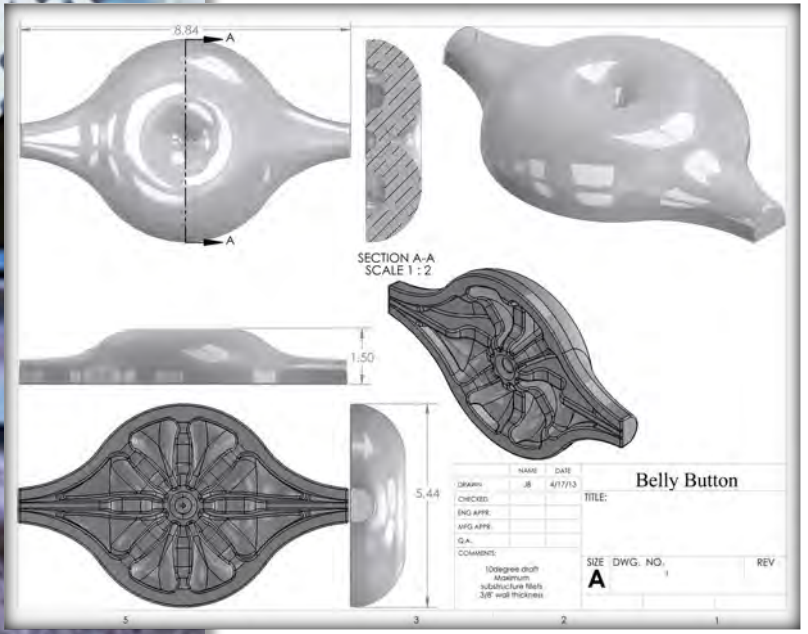 8.84
A
A
SECTION A-A
SCALE 1 : 2
1.50
5.44
NAME DATE
DRAWN JB 4/17/13
CHECKED
ENG APPR.
MFG APPR.
Q.A.
COMMENTS:
10degree draft
Maximum
substructure fillets
3/8" wall thickness
Belly Button
TITLE:
SIZE DWG. NO. REV
A
5 3 2 1